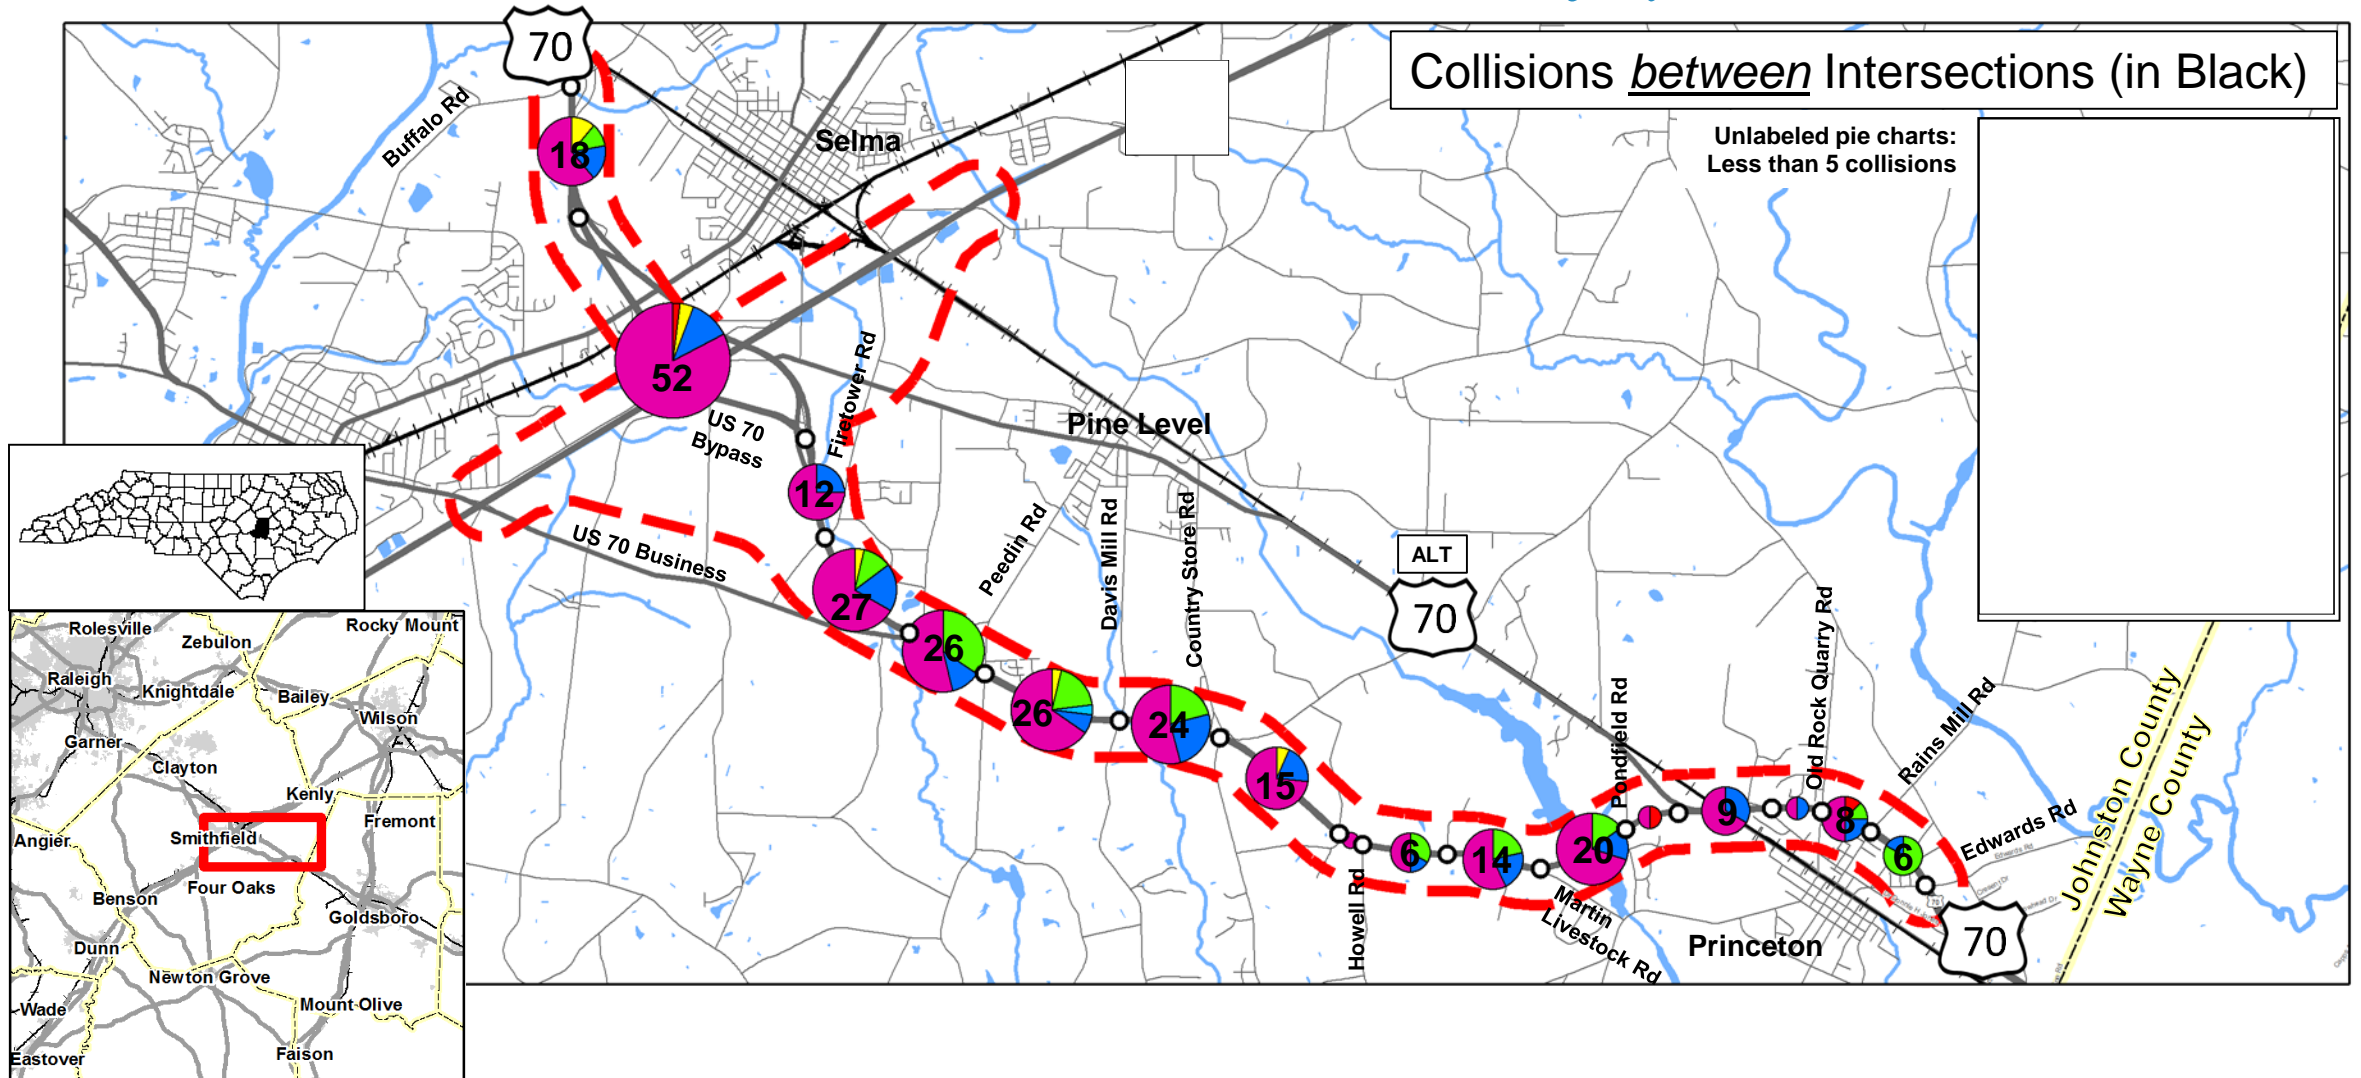 70
Collisions between Intersections (in Black)
Unlabeled pie charts:
Less than 5 collisions
Buffalo Rd
Selma
18
52
US 70
Bypass
Firetower Rd
12
Pine Level
US 70 Business
27
26
Peedin Rd
Davis Mill Rd
Country Store Rd
26
24
15
ALT
70
Howell Rd
6
14
20
Martin
Livestock Rd
Pondfield Rd
9
Old Rock Quarry Rd
8
Rains Mill Rd
6
Edwards Rd
Edwards Rd
Princeton
70
70
Johnston County
Wayne County
Rolesville
Zebulon
Rocky Mount
Raleigh
Knightdale
Bailey
Wilson
Garner
Clayton
Kenly
Fremont
Angier
Smithfield
Four Oaks
Benson
Goldsboro
Dunn
Newton Grove
Mount Olive
Wade
Faison
Eastover